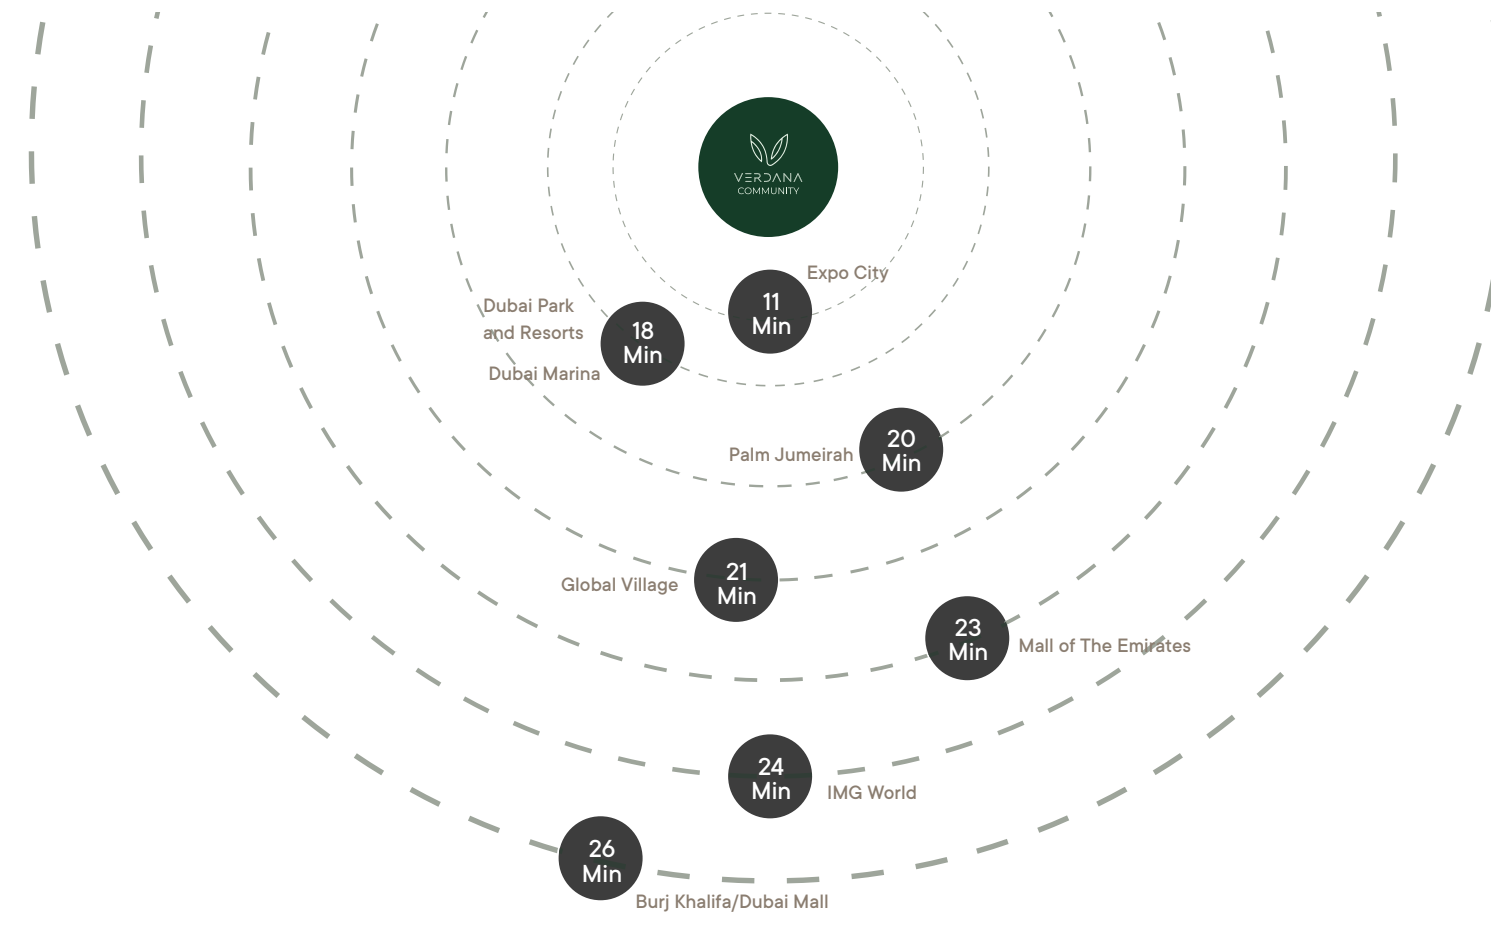 VERDANA
COMMUNITY
Expo City
11
Min
Dubai Park
and Resorts
18
Min
Dubai Marina
20
Min
Palm Jumeirah
21
Min
Global Village
23
Min
Mall of The Emirates
24
Min
IMG World
26
Min
Burj Khalifa/Dubai Mall